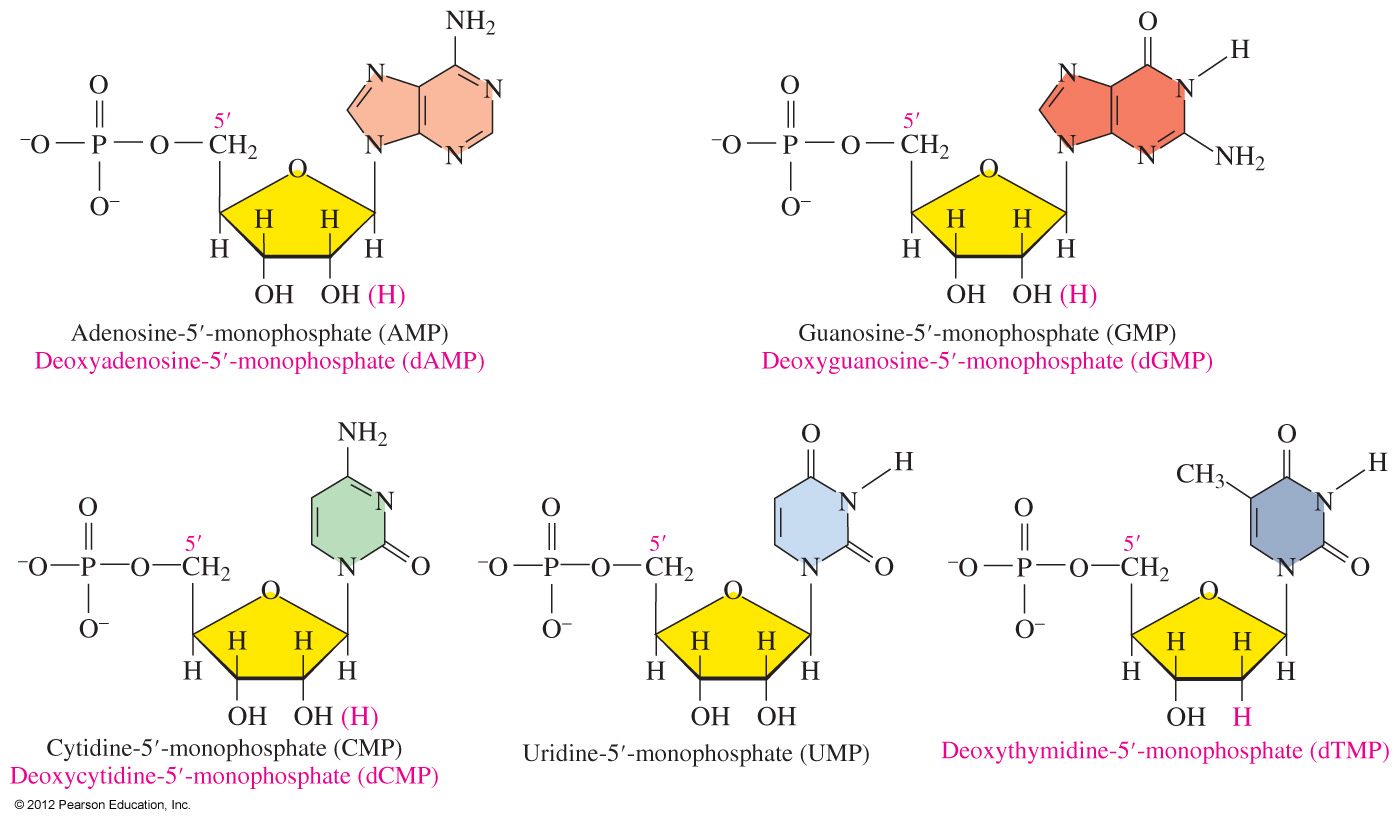 NH2
O
H
O
N
N
N
N
⁻O—P—O—CH2
5′
O⁻
O
H
H
H
H
OH
OH (H)
Adenosine-5′-monophosphate (AMP)
Deoxyadenosine-5′-monophosphate (dAMP)
O
N
N
N
N
NH2
⁻O—P—O—CH2
5′
O⁻
O
H
H
H
H
OH
OH (H)
Guanosine-5′-monophosphate (GMP)
Deoxyguanosine-5′-monophosphate (dGMP)
NH2
O
N
N
O
⁻O—P—O—CH2
5′
O⁻
O
H
H
H
H
OH
OH (H)
Cytidine-5′-monophosphate (CMP)
Deoxycytidine-5′-monophosphate (dCMP)
O
H
O
N
N
O
⁻O—P—O—CH2
5′
O⁻
O
H
H
H
H
OH
OH
Uridine-5′-monophosphate (UMP)
O
H
CH3
O
N
N
O
⁻O—P—O—CH2
5′
O⁻
O
H
H
H
H
OH
H
Deoxythymidine-5′-monophosphate (dTMP)
© 2012 Pearson Education, Inc.